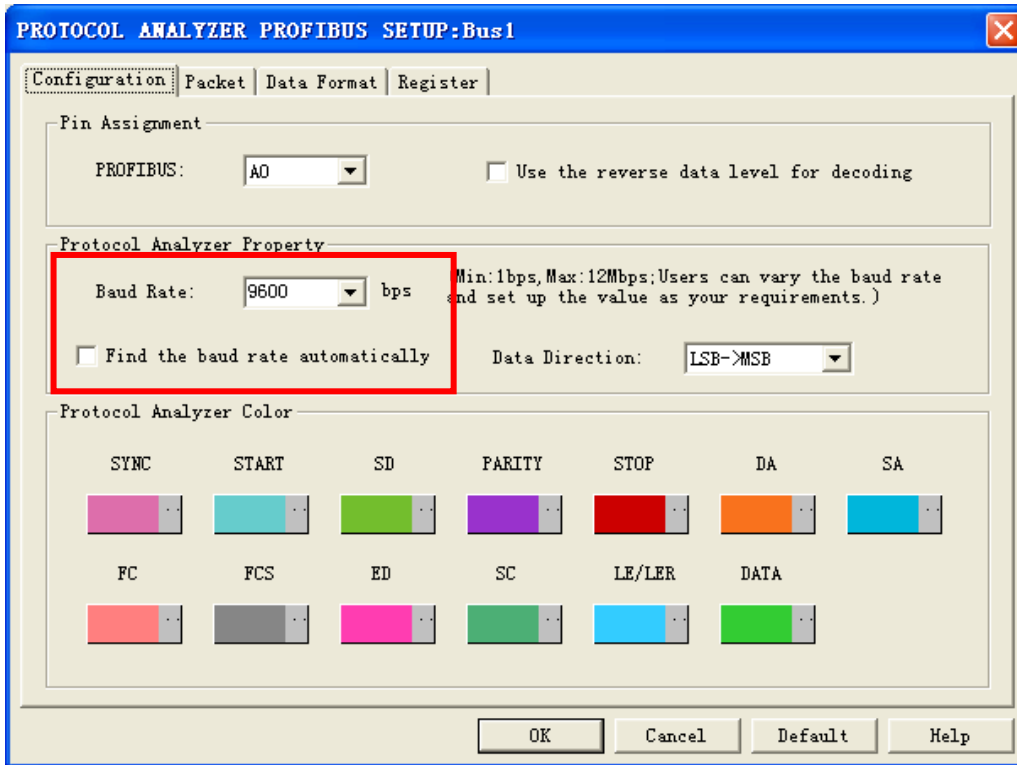 PROTOCOL ANALYZER PROFIBUS SETUP:Bus1
Configuration Packet Data Format Register
Pin Assignment
PROFIBUS: A0 Use the reverse data level for decoding
Protocol Analyzer Property
Baud Rate: 9600 bps Min:1bps,Max:12Mbps;Users can vary the baud rate
and set up the value as your requirements.)
Find the baud rate automatically Data Direction: LSB->MSB
Protocol Analyzer Color
SYNC START SD PARITY STOP DA SA
FC FCS ED SC LE/LER DATA
OK Cancel Default Help